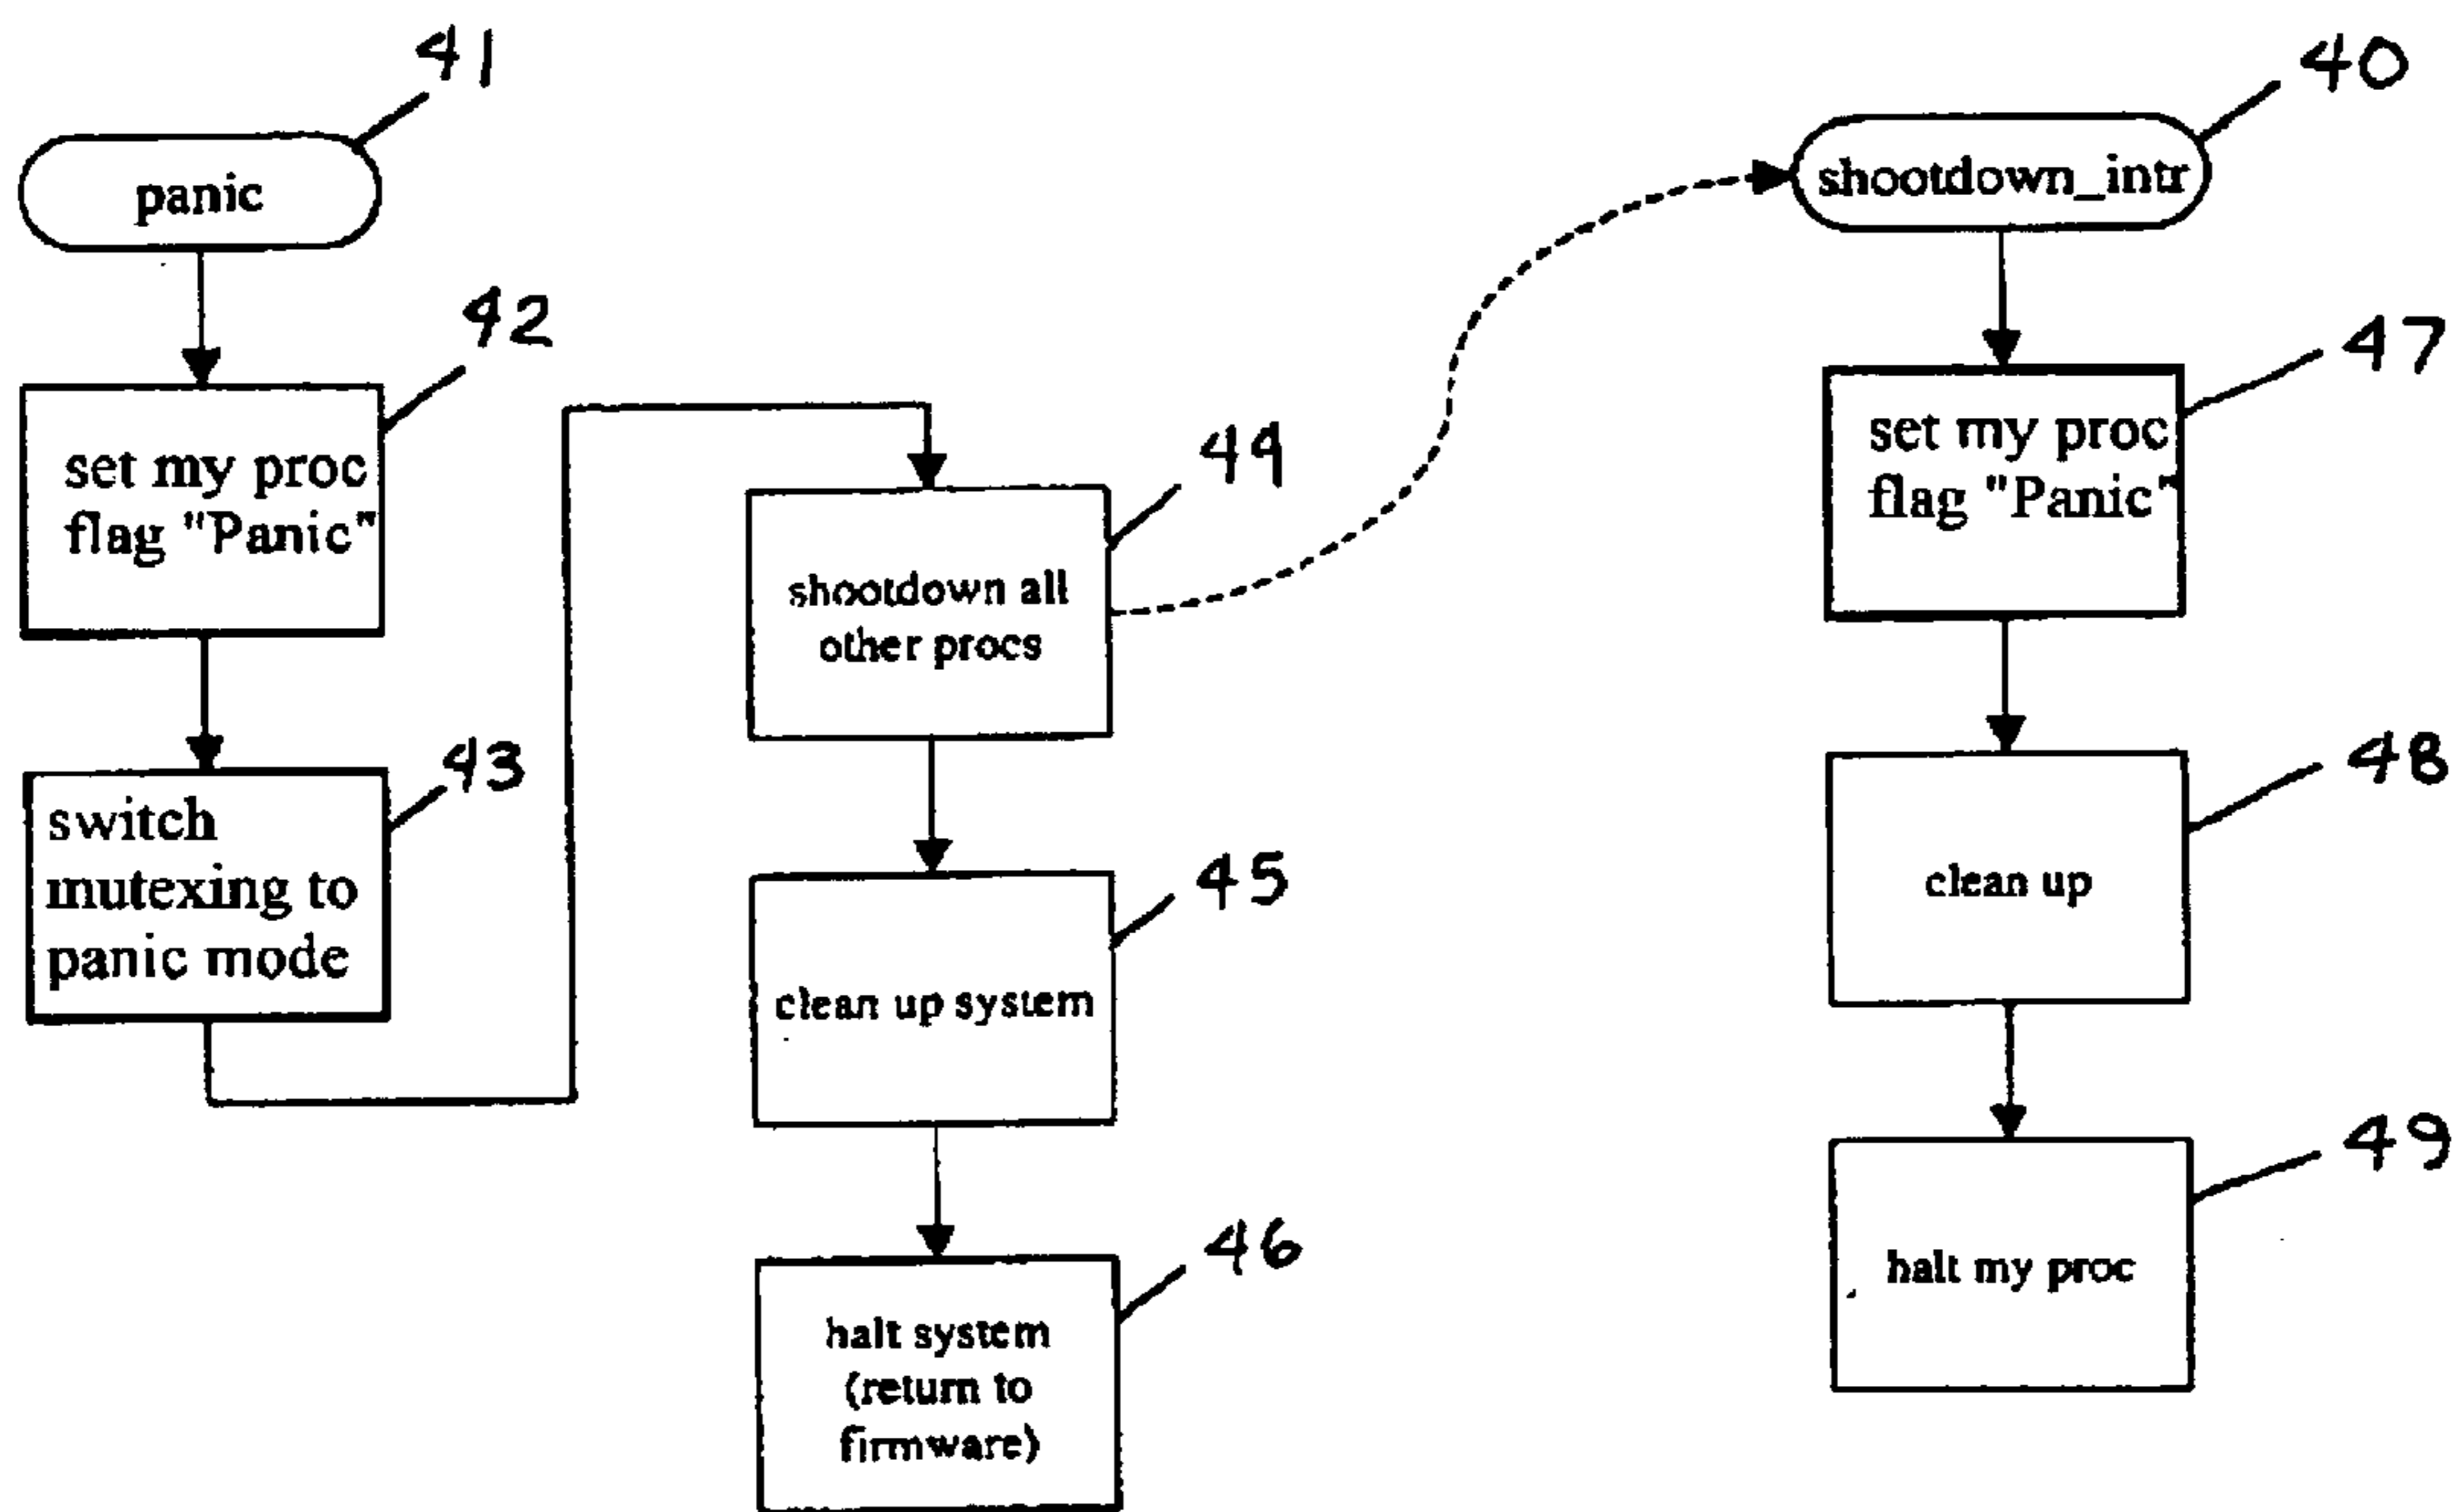 41
panic
42
set my proc
flag "Panic"
43
switch
mutexing to
panic mode
44
shootdown all
other procs
45
clean up system
46
halt system
(return to
firmware)
40
shootdown_intr
47
set my proc
flag "Panic"
48
clean up
49
halt my proc